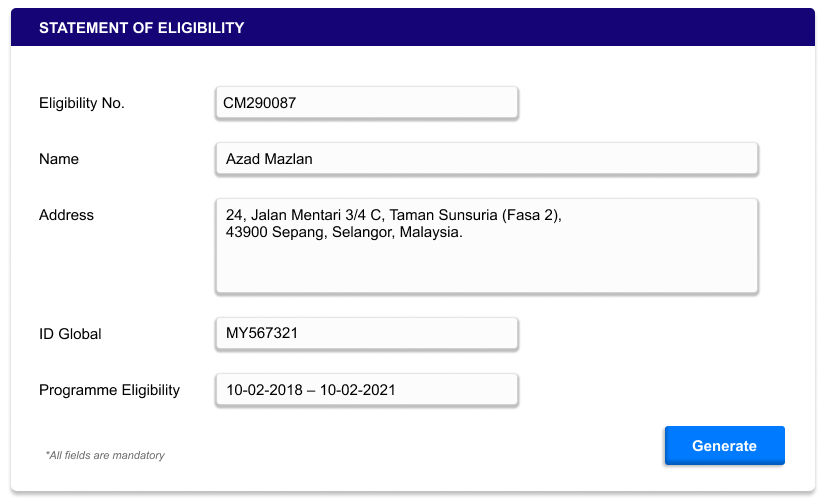 STATEMENT OF ELIGIBILITY
Eligibility No. CM290087
Name Azad Mazlan
Address 24, Jalan Mentari 3/4 C, Taman Sunsuria (Fasa 2),
43900 Sepang, Selangor, Malaysia.
ID Global MY567321
Programme Eligibility 10-02-2018 – 10-02-2021
*All fields are mandatory
Generate